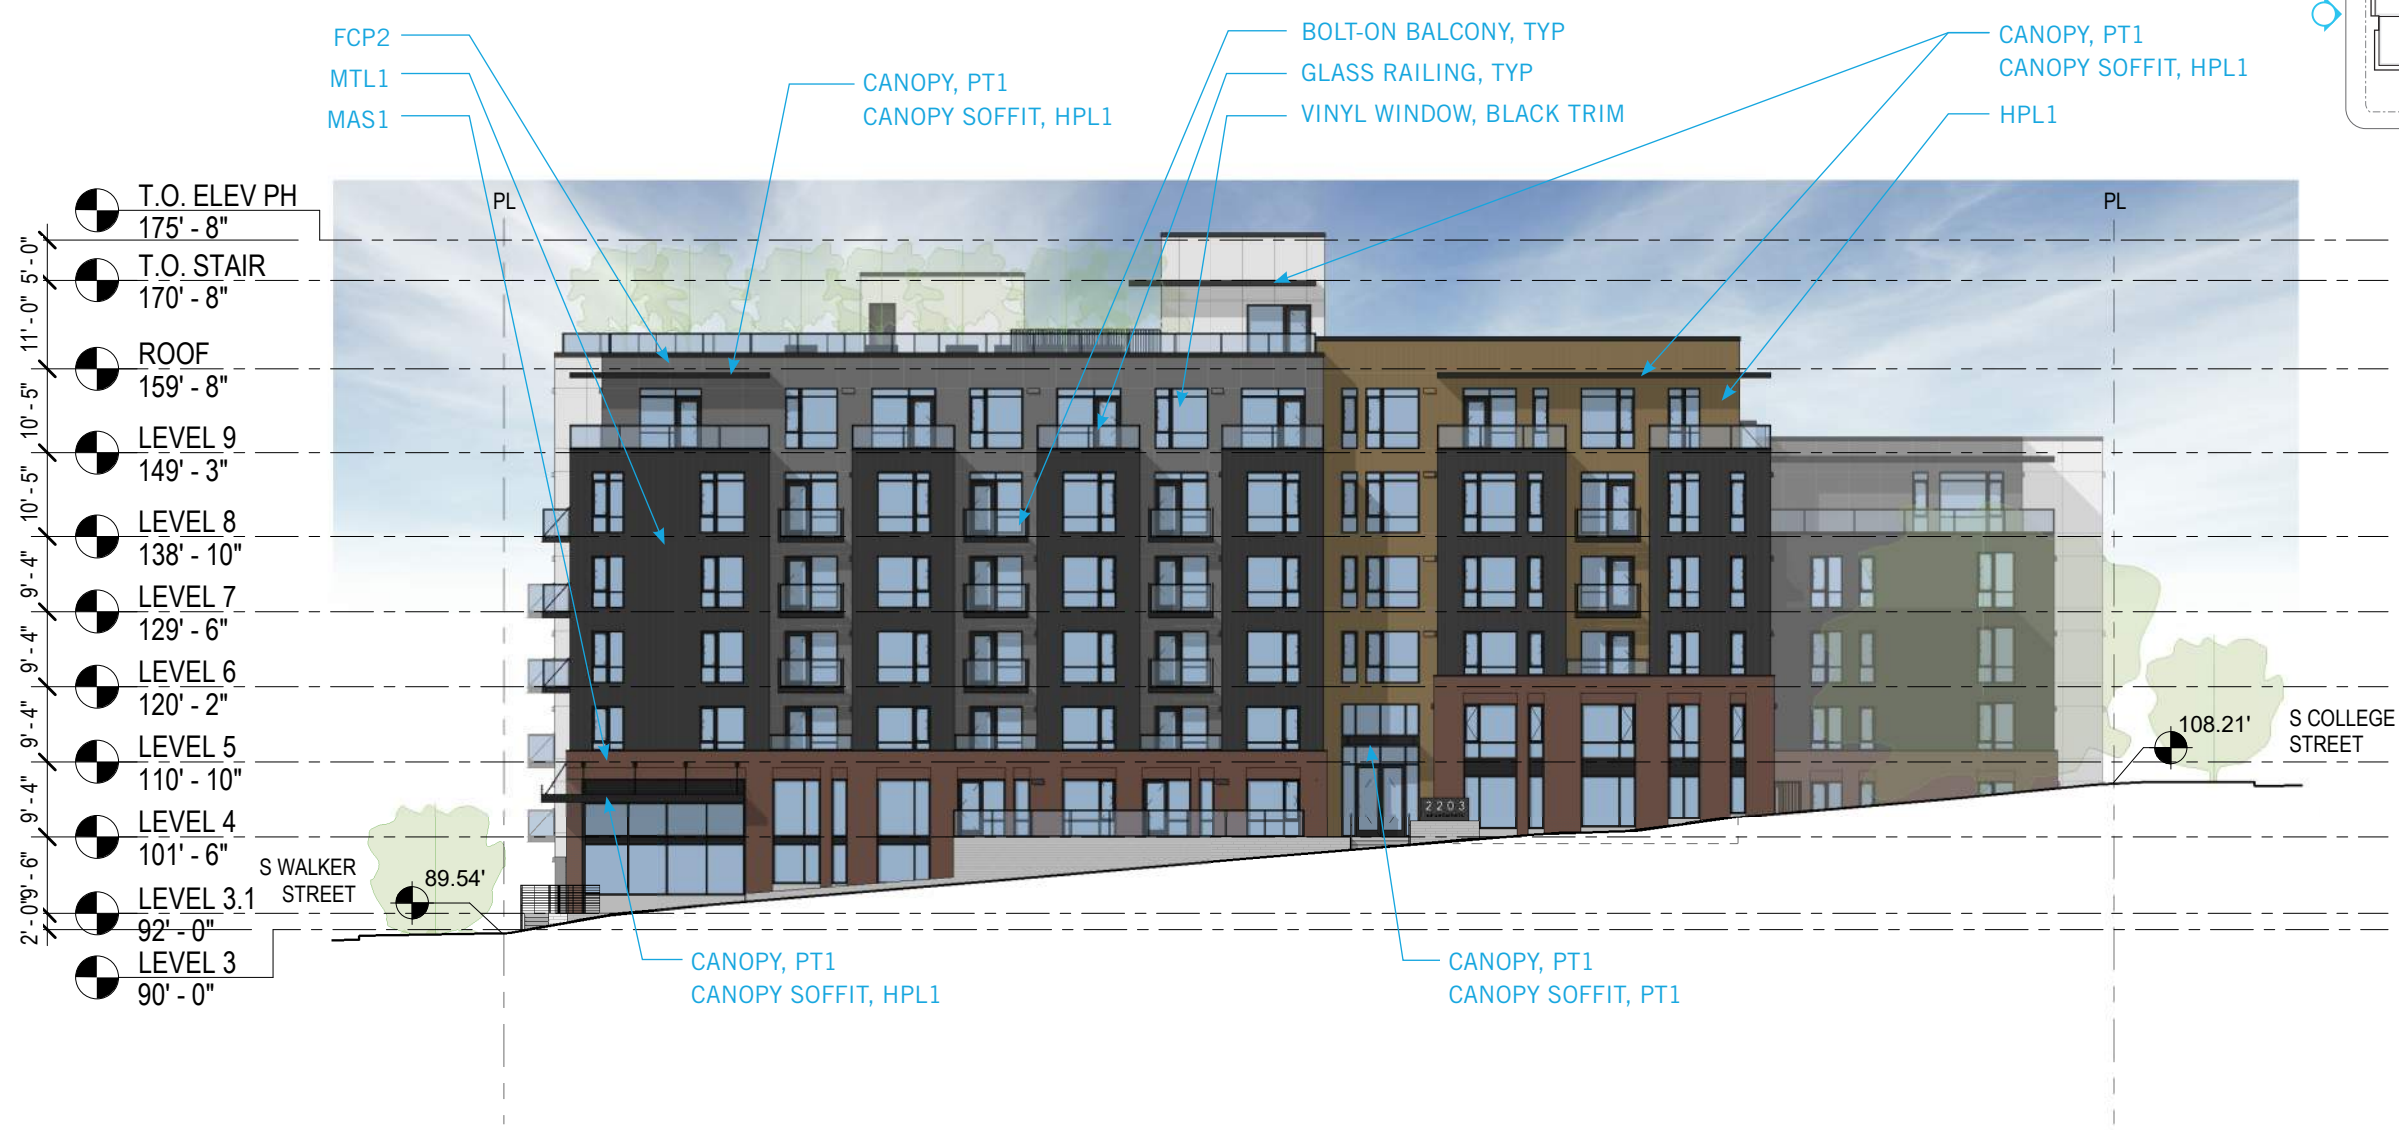 FCP2
MTL1
MAS1
CANOPY, PT1
CANOPY SOFFIT, HPL1
BOLT-ON BALCONY, TYP
GLASS RAILING, TYP
VINYL WINDOW, BLACK TRIM
CANOPY, PT1
CANOPY SOFFIT, HPL1
HPL1
PL
PL
T.O. ELEV PH
175' - 8"
5' - 0"
T.O. STAIR
170' - 8"
11' - 0"
ROOF
159' - 8"
10' - 5"
LEVEL 9
149' - 3"
10' - 5"
LEVEL 8
138' - 10"
9' - 4"
LEVEL 7
129' - 6"
9' - 4"
LEVEL 6
120' - 2"
9' - 4"
LEVEL 5
110' - 10"
9' - 4"
LEVEL 4
101' - 6"
9' - 6"
LEVEL 3.1
92' - 0"
2' - 0"
LEVEL 3
90' - 0"
S WALKER
STREET
89.54'
2203
108.21'
S COLLEGE
STREET
CANOPY, PT1
CANOPY SOFFIT, HPL1
CANOPY, PT1
CANOPY SOFFIT, PT1